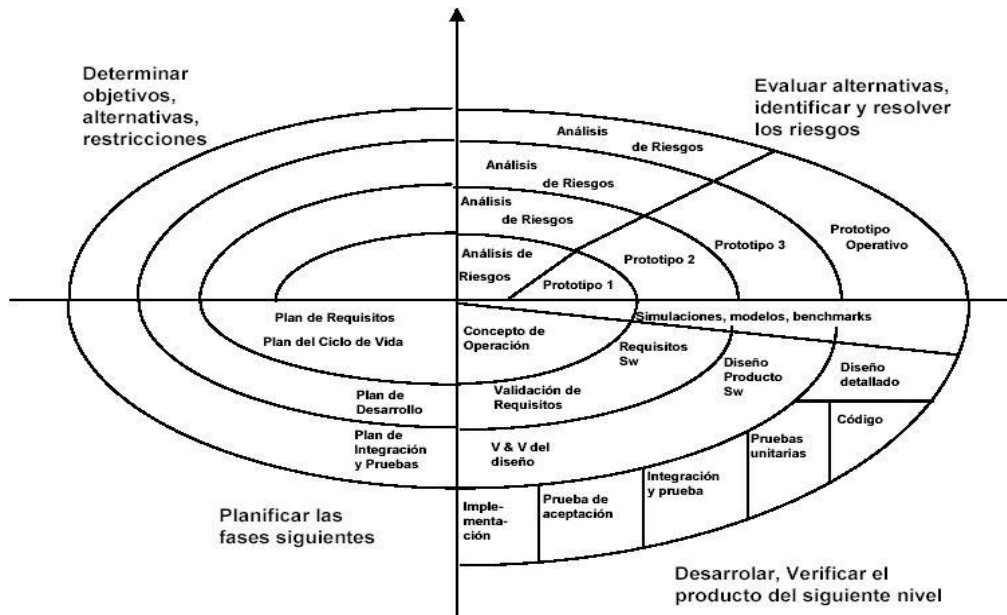 Determinar
objetivos,
alternativas,
restricciones
Evaluar alternativas,
identificar y resolver
los riesgos
Análisis
de Riesgos
Análisis
de Riesgos
Análisis
de Riesgos
Análisis de
Riesgos
Prototipo 1
Prototipo 2
Prototipo 3
Prototipo
Operativo
Simulaciones, modelos, benchmarks
Plan de Requisitos
Plan del Ciclo de Vida
Concepto de
Operación
Requisitos
Sw
Diseño
Producto
Sw
Diseño
detallado
Plan de
Desarrollo
Validación de
Requisitos
Código
Plan de
Integración
y Pruebas
V & V del
diseño
Pruebas
unitarias
Integración
y prueba
Prueba de
aceptación
Imple-
menta-
ción
Planificar las
fases siguientes
Desarrolar, Verificar el
producto del siguiente nivel